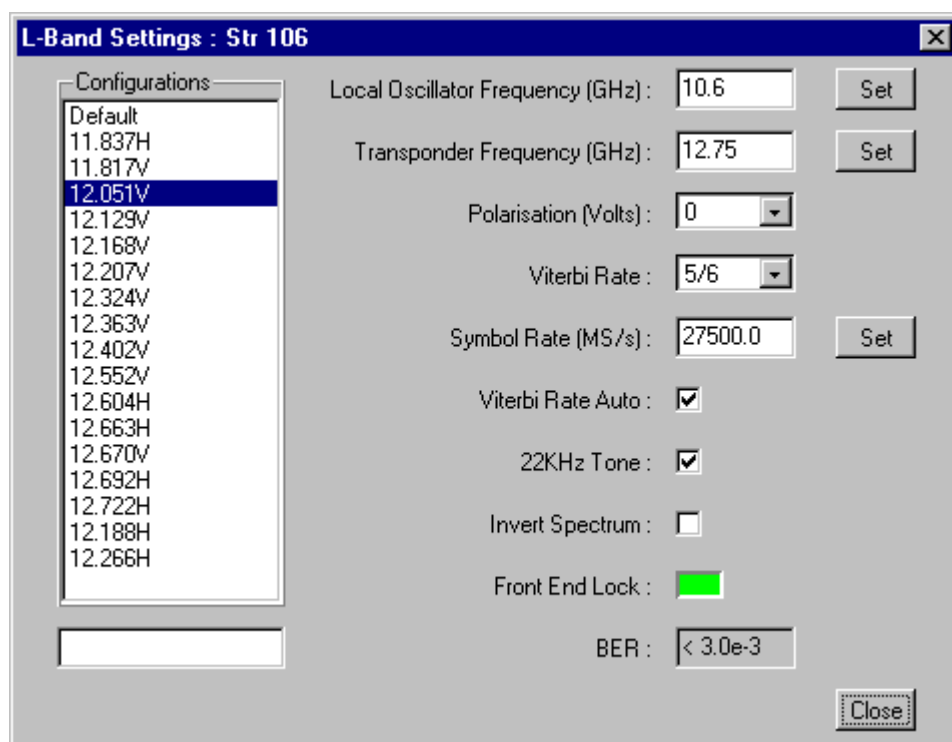 L-Band Settings : Str 106
Configurations
Default
11.837H
11.817V
12.051V
12.129V
12.168V
12.207V
12.324V
12.363V
12.402V
12.552V
12.604H
12.663H
12.670V
12.692H
12.722H
12.188H
12.266H
Local Oscillator Frequency (GHz) : 10.6 Set
Transponder Frequency (GHz) : 12.75 Set
Polarisation (Volts) : 0
Viterbi Rate : 5/6
Symbol Rate (MS/s) : 27500.0 Set
Viterbi Rate Auto :
22KHz Tone :
Invert Spectrum :
Front End Lock :
BER : < 3.0e-3
Close